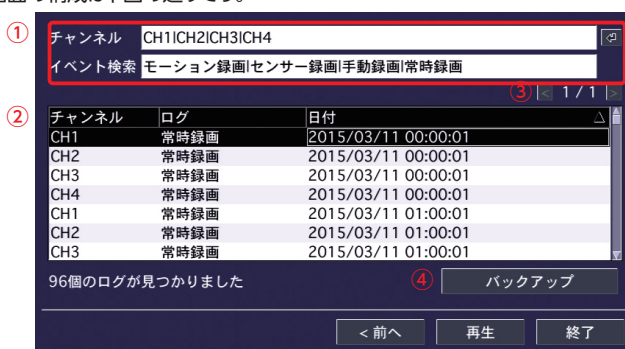 ① チャンネル CH1|CH2|CH3|CH4
イベント検索 モーション録画|センサー録画|手動録画|常時録画
③ < 1 / 1 >
② チャンネル ログ 日付 △
CH1 常時録画 2015/03/11 00:00:01
CH2 常時録画 2015/03/11 00:00:01
CH3 常時録画 2015/03/11 00:00:01
CH4 常時録画 2015/03/11 00:00:01
CH1 常時録画 2015/03/11 01:00:01
CH2 常時録画 2015/03/11 01:00:01
CH3 常時録画 2015/03/11 01:00:01
96個のログが見つかりました ④ バックアップ
< 前へ 再生 終了